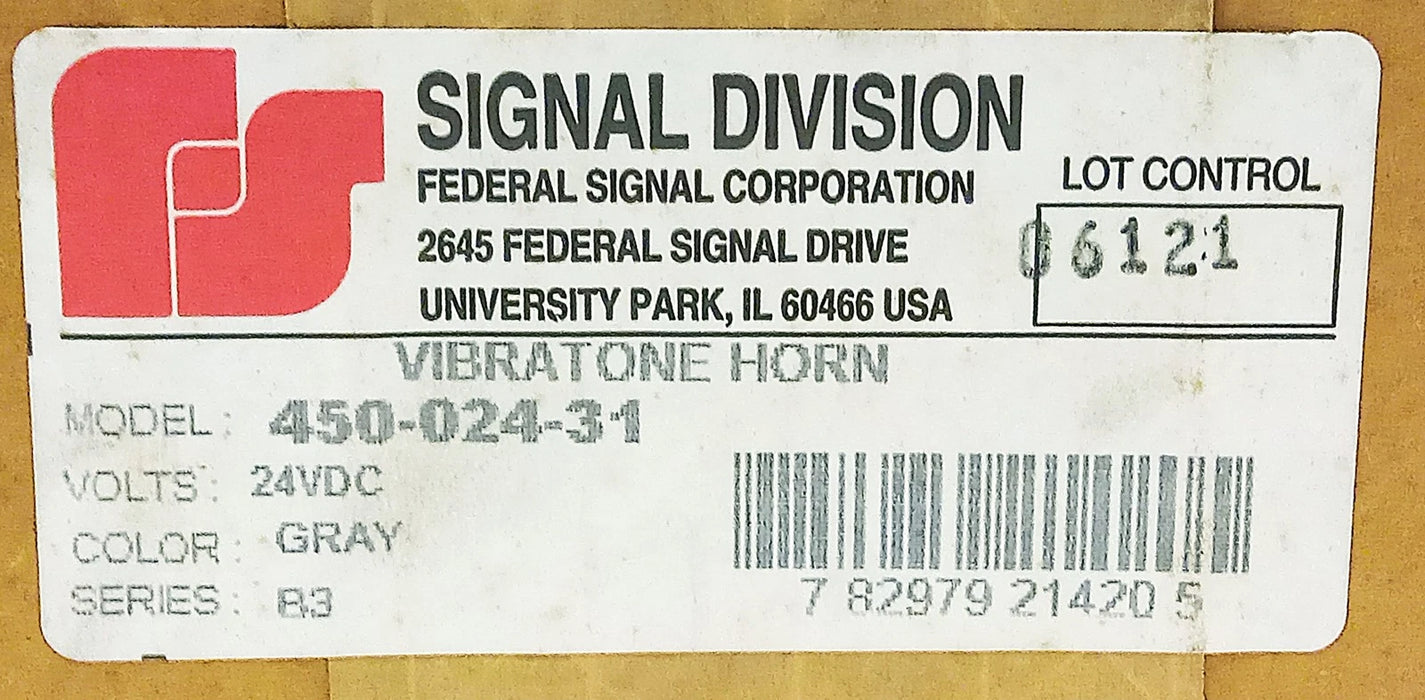 SIGNAL DIVISION
FEDERAL SIGNAL CORPORATION
2645 FEDERAL SIGNAL DRIVE
UNIVERSITY PARK, IL 60466 USA
LOT CONTROL
06121
VIBRATONE HORN
MODEL: 450-024-31
VOLTS: 24VDC
COLOR: GRAY
SERIES: B3
7 82979 21420 5